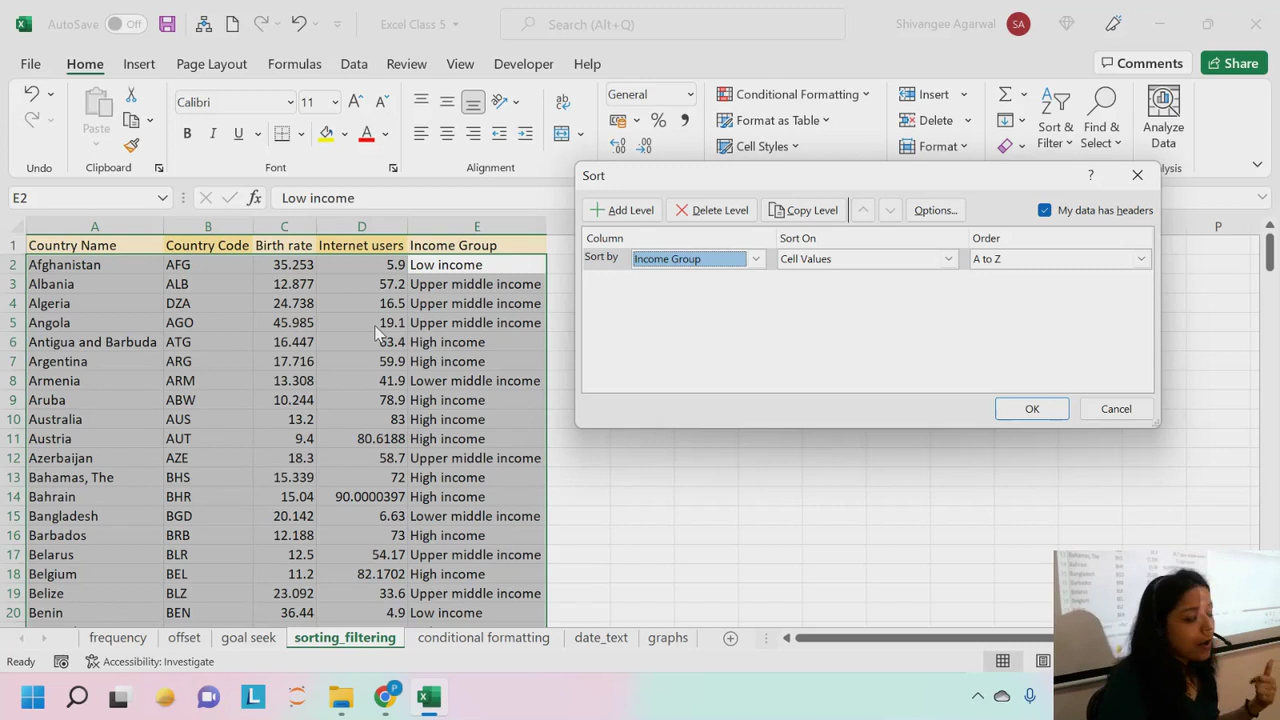 AutoSave Off Excel Class 5 Search (Alt+Q) Shivangee Agarwal SA
File Home Insert Page Layout Formulas Data Review View Developer Help Comments Share
Calibri 11 General Conditional Formatting Insert
Paste B I U A Format as Table Delete Sort & Filter Find & Select Analyze Data
Cell Styles Format
Undo Clipboard Font Alignment
E2 fx Low income
Sort
Add Level Delete Level Copy Level Options... My data has headers
Column Sort On Order
Sort by Income Group Cell Values A to Z
OK Cancel
A B C D E P
1 Country Name Country Code Birth rate Internet users Income Group
2 Afghanistan AFG 35.253 5.9 Low income
3 Albania ALB 12.877 57.2 Upper middle income
4 Algeria DZA 24.738 16.5 Upper middle income
5 Angola AGO 45.985 19.1 Upper middle income
6 Antigua and Barbuda ATG 16.447 63.4 High income
7 Argentina ARG 17.716 59.9 High income
8 Armenia ARM 13.308 41.9 Lower middle income
9 Aruba ABW 10.244 78.9 High income
10 Australia AUS 13.2 83 High income
11 Austria AUT 9.4 80.6188 High income
12 Azerbaijan AZE 18.3 58.7 Upper middle income
13 Bahamas, The BHS 15.339 72 High income
14 Bahrain BHR 15.04 90.0000397 High income
15 Bangladesh BGD 20.142 6.63 Lower middle income
16 Barbados BRB 12.188 73 High income
17 Belarus BLR 12.5 54.17 Upper middle income
18 Belgium BEL 11.2 82.1702 High income
19 Belize BLZ 23.092 33.6 Upper middle income
20 Benin BEN 36.44 4.9 Low income
frequency offset goal seek sorting_filtering conditional formatting date_text graphs
Ready Accessibility: Investigate